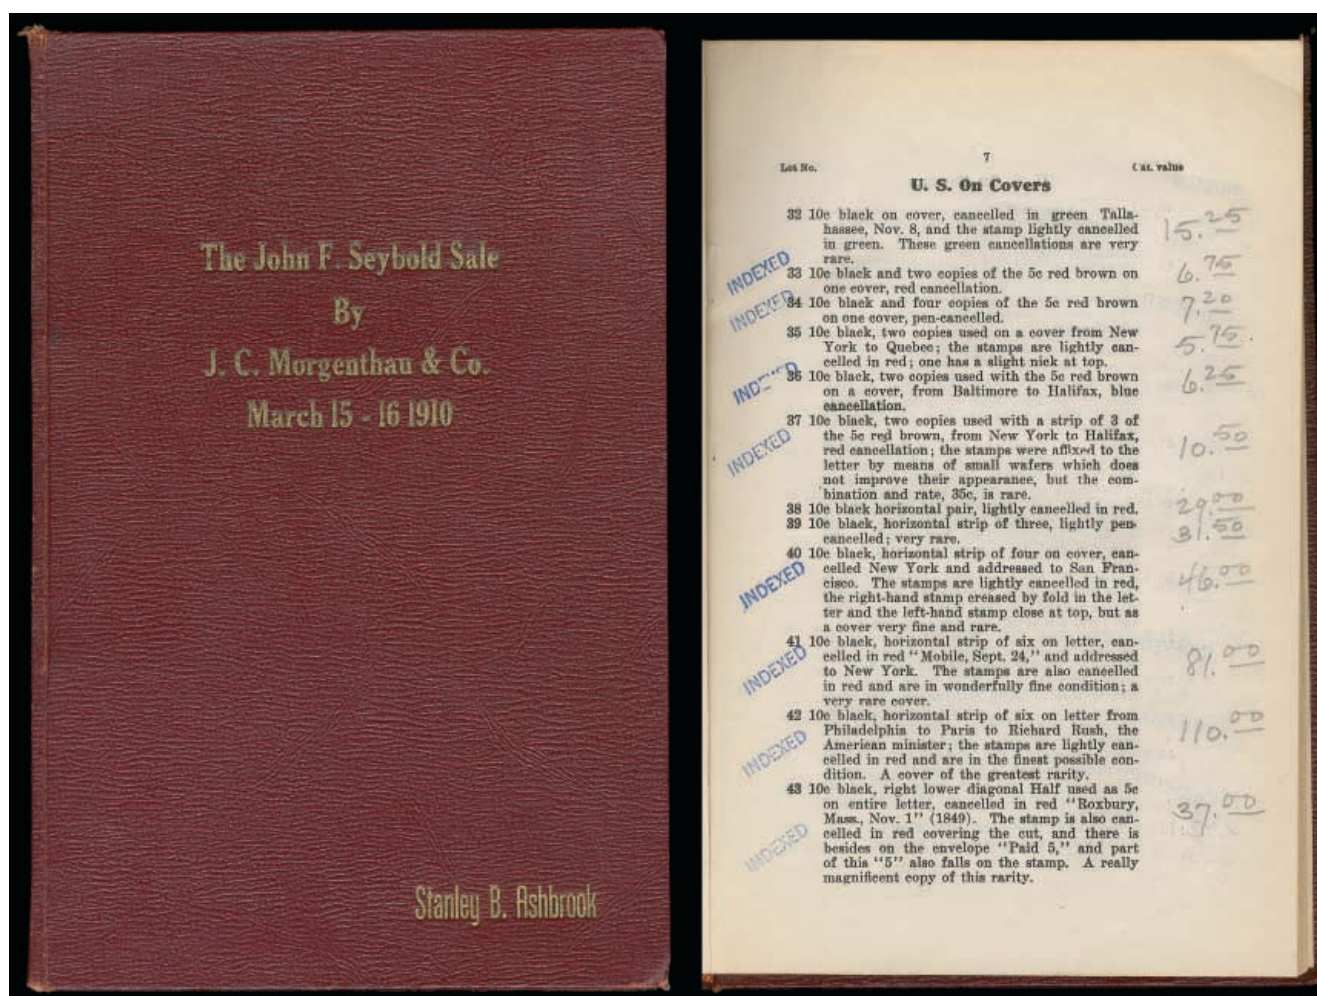 The John F. Seybold Sale
By
J. C. Morgenthau & Co.
March 15 - 16 1910
Stanley B. Ashbrook
7
Lot No. Cat. value
U. S. On Covers
32 10c black on cover, cancelled in green Talla-
hassee, Nov. 8, and the stamp lightly cancelled
in green. These green cancellations are very
rare.
15.25
INDEXED
33 10c black and two copies of the 5c red brown on
one cover, red cancellation.
6.75
INDEXED
34 10c black and four copies of the 5c red brown
on one cover, pen-cancelled.
7.20
35 10c black, two copies used on a cover from New
York to Quebec; the stamps are lightly can-
celled in red; one has a slight nick at top.
5.75
INDEXED
36 10c black, two copies used with the 5c red brown
on a cover, from Baltimore to Halifax, blue
cancellation.
6.25
INDEXED
37 10c black, two copies used with a strip of 3 of
the 5c red brown, from New York to Halifax,
red cancellation; the stamps were affixed to the
letter by means of small wafers which does
not improve their appearance, but the com-
bination and rate, 35c, is rare.
10.50
38 10c black horizontal pair, lightly cancelled in red.
29.00
39 10c black, horizontal strip of three, lightly pen-
cancelled; very rare.
31.50
INDEXED
40 10c black, horizontal strip of four on cover, can-
celled New York and addressed to San Fran-
cisco. The stamps are lightly cancelled in red,
the right-hand stamp creased by fold in the let-
ter and the left-hand stamp close at top, but as
a cover very fine and rare.
46.00
INDEXED
41 10c black, horizontal strip of six on letter, can-
celled in red "Mobile, Sept. 24," and addressed
to New York. The stamps are also cancelled
in red and are in wonderfully fine condition; a
very rare cover.
81.00
INDEXED
42 10c black, horizontal strip of six on letter from
Philadelphia to Paris to Richard Rush, the
American minister; the stamps are lightly can-
celled in red and are in the finest possible con-
dition. A cover of the greatest rarity.
110.00
INDEXED
43 10c black, right lower diagonal Half used as 5c
on entire letter, cancelled in red "Roxbury,
Mass., Nov. 1" (1849). The stamp is also can-
celled in red covering the cut, and there is
besides on the envelope "Paid 5," and part
of this "5" also falls on the stamp. A really
magnificent copy of this rarity.
37.00